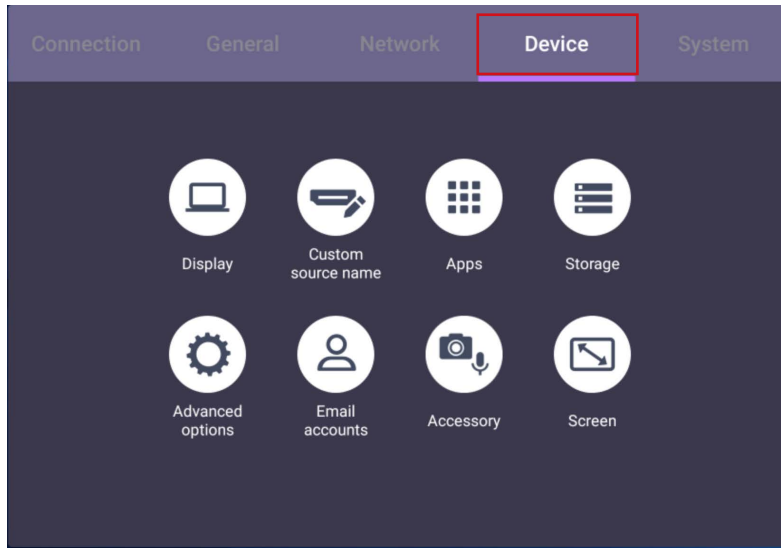 Connection General Network Device System
Display
Custom
source name
Apps
Storage
Advanced
options
Email
accounts
Accessory
Screen